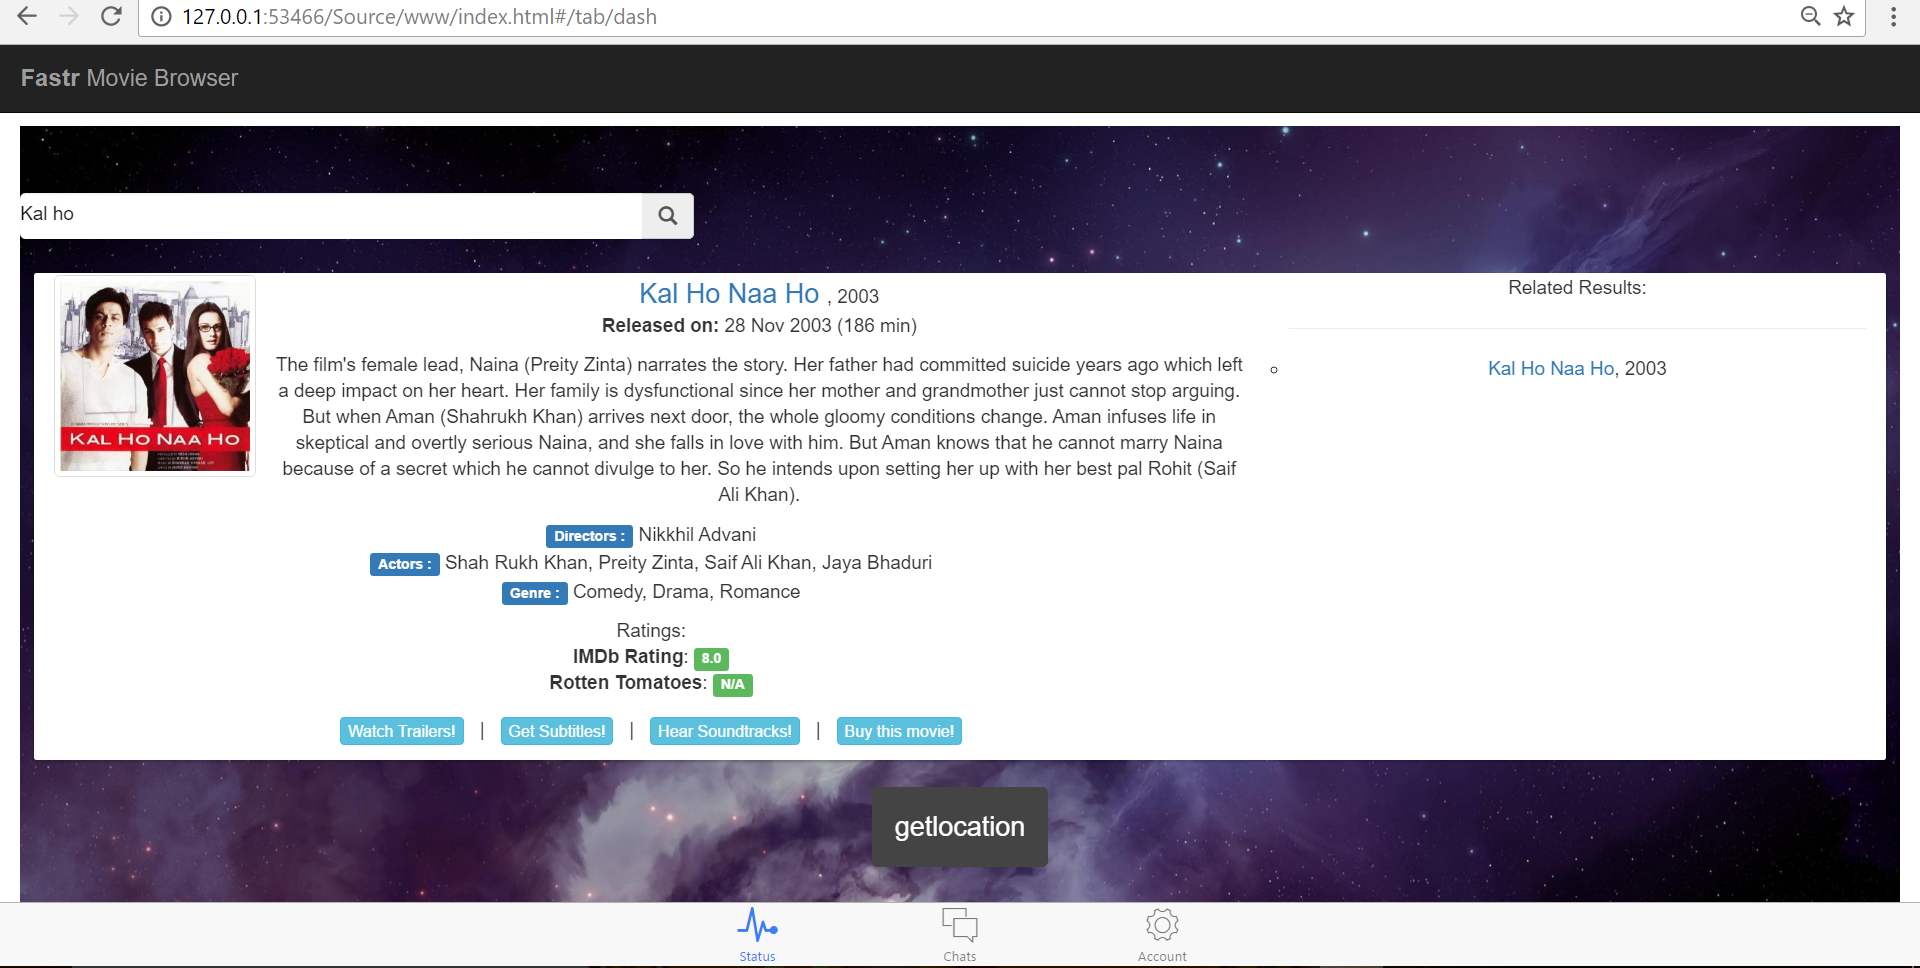 127.0.0.1:53466/Source/www/index.html#/tab/dash
Fastr Movie Browser
Kal ho
KAL HO NAA HO
Kal Ho Naa Ho , 2003
Released on: 28 Nov 2003 (186 min)
The film's female lead, Naina (Preity Zinta) narrates the story. Her father had committed suicide years ago which left
a deep impact on her heart. Her family is dysfunctional since her mother and grandmother just cannot stop arguing.
But when Aman (Shahrukh Khan) arrives next door, the whole gloomy conditions change. Aman infuses life in
skeptical and overtly serious Naina, and she falls in love with him. But Aman knows that he cannot marry Naina
because of a secret which he cannot divulge to her. So he intends upon setting her up with her best pal Rohit (Saif
Ali Khan).
Directors : Nikkhil Advani
Actors : Shah Rukh Khan, Preity Zinta, Saif Ali Khan, Jaya Bhaduri
Genre : Comedy, Drama, Romance
Ratings:
IMDb Rating: 8.0
Rotten Tomatoes: N/A
Watch Trailers! | Get Subtitles! | Hear Soundtracks! | Buy this movie!
Related Results:
Kal Ho Naa Ho, 2003
getlocation
Status
Chats
Account